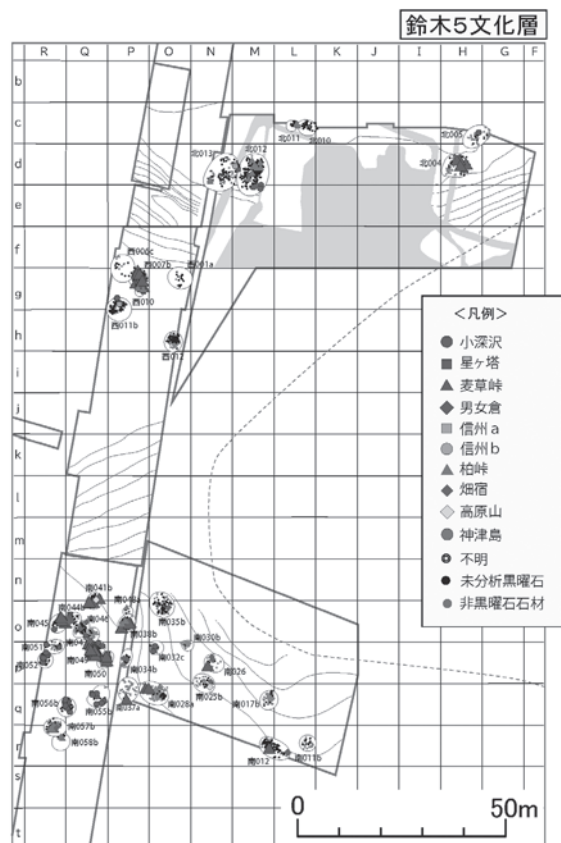 鈴木5文化層
R Q P O N M L K J I H G F
b
c
d
e
f
g
h
i
j
k
l
m
n
o
p
q
r
s
t
北011
北010
北005
北012
北013
北004
西006c
西007b
西001a
西010
西011b
西012
<凡例>
小深沢
星ヶ塔
麦草峠
男女倉
信州a
信州b
柏峠
畑宿
高原山
神津島
不明
未分析黒曜石
非黒曜石石材
南041b
南044b
南045
南046
南038b
南035b
南030b
南051
南052
南050
南034b
南032c
南026
南056b
南055b
南037a
南028a
南025b
南017b
南057b
南058b
南012
南011b
0 50m